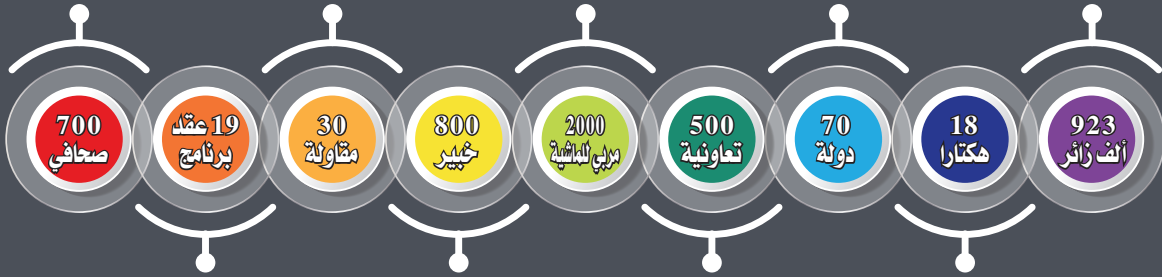 923
ألف زائر
18
هكتارا
70
دولة
500
تعاونية
2000
مربي للماشية
800
خبير
30
مقاولة
19 عقد
برنامج
700
صحافي